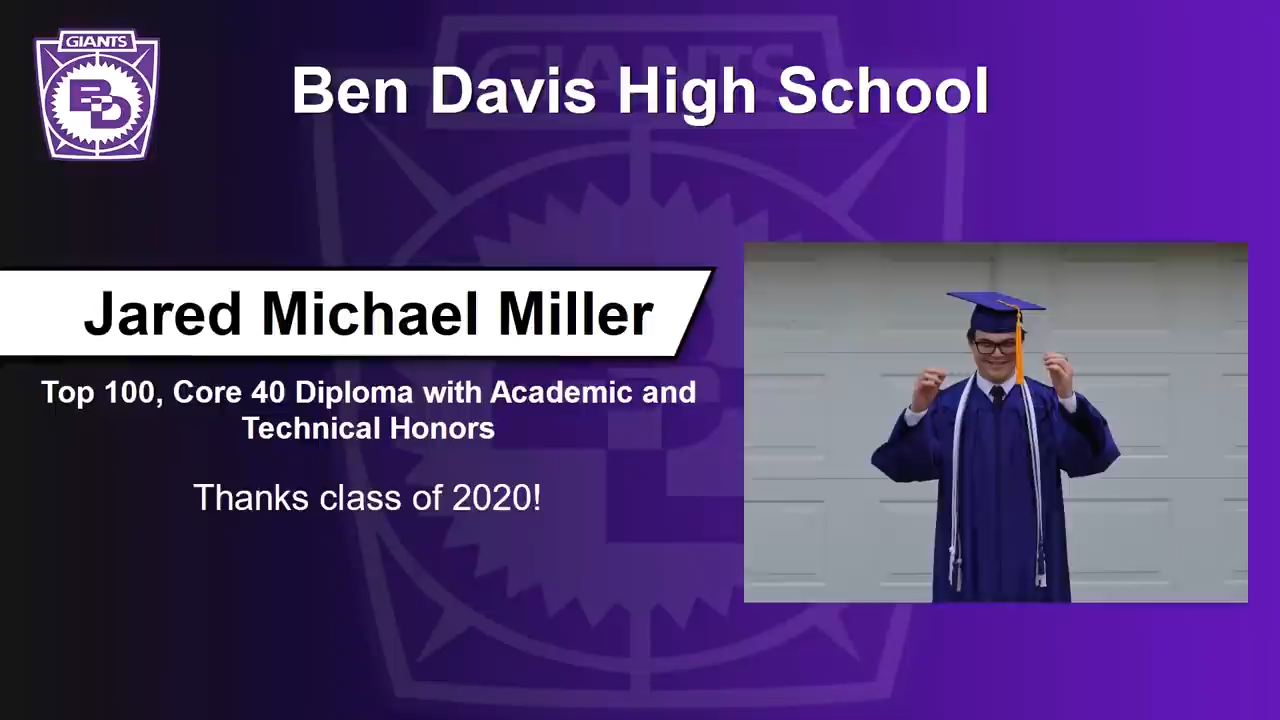 GIANTS
BD
Ben Davis High School
Jared Michael Miller
Top 100, Core 40 Diploma with Academic and
Technical Honors
Thanks class of 2020!